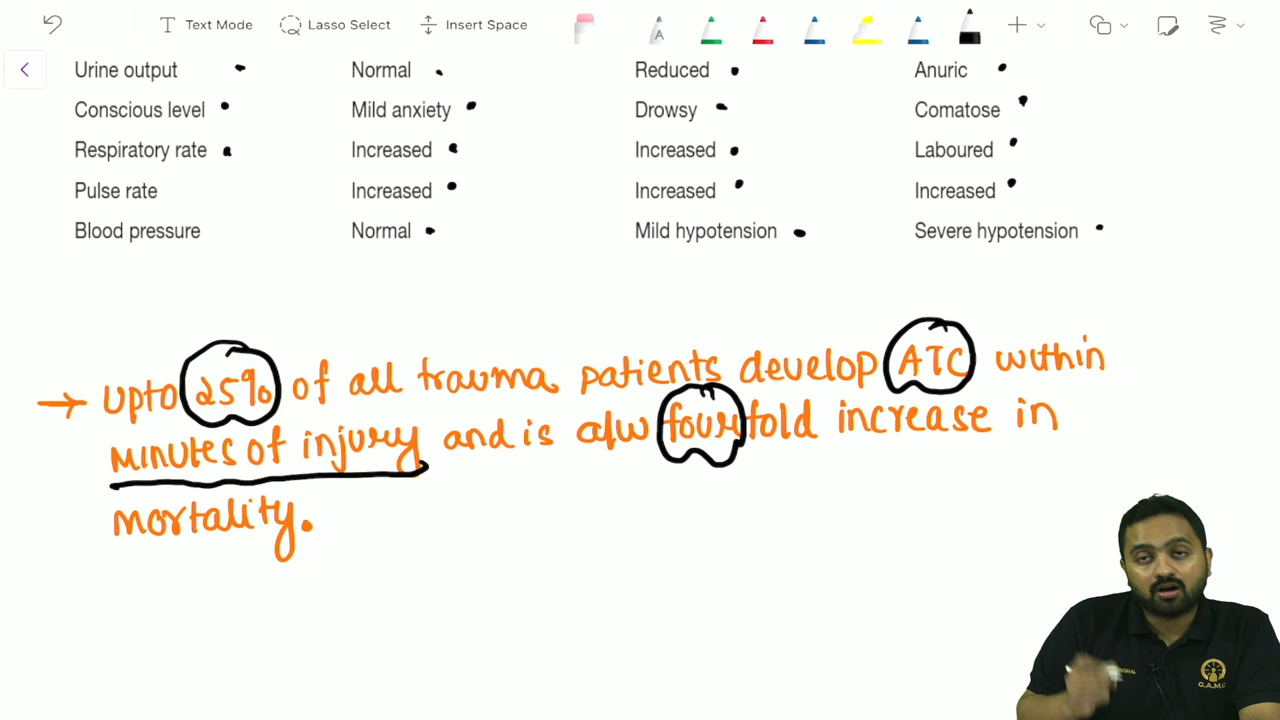 Text Mode Lasso Select Insert Space
Urine output Normal Reduced Anuric
Conscious level Mild anxiety Drowsy Comatose
Respiratory rate Increased Increased Laboured
Pulse rate Increased Increased Increased
Blood pressure Normal Mild hypotension Severe hypotension
→ Upto 25% of all trauma patients develop ATC within
minutes of injury and is a/w fourfold increase in
mortality.
G.A.M.S